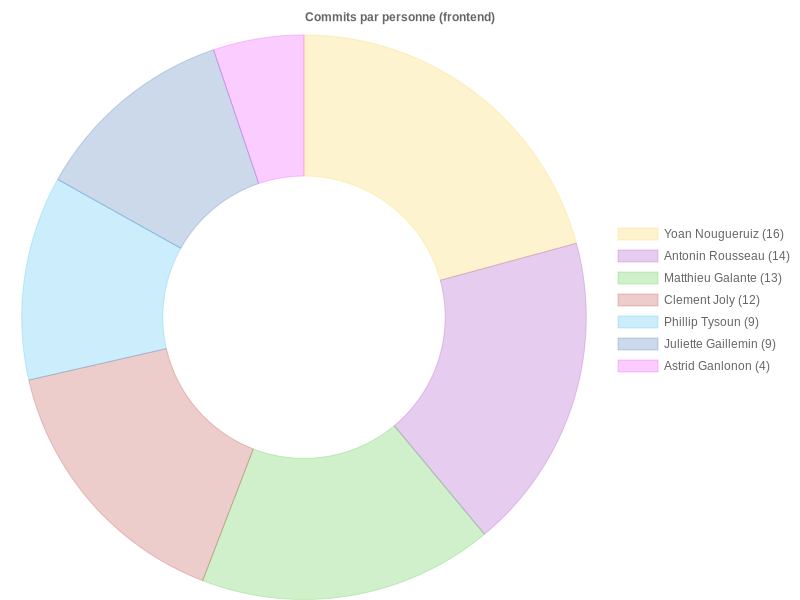 Commits par personne (frontend)
Yoan Nougueruiz (16)
Antonin Rousseau (14)
Matthieu Galante (13)
Clement Joly (12)
Phillip Tysoun (9)
Juliette Gaillemin (9)
Astrid Ganlonon (4)